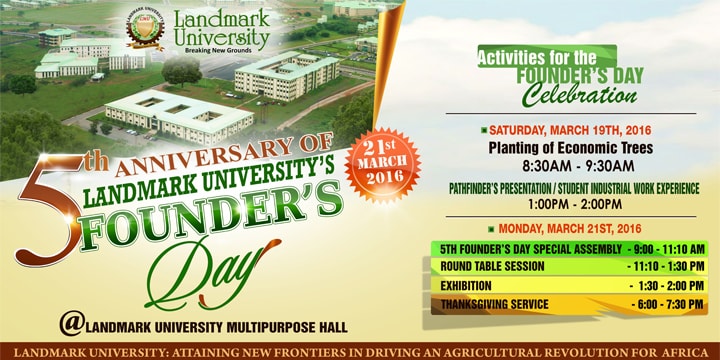 LANDMARK UNIVERSITY
Landmark
University
Breaking New Grounds
5th ANNIVERSARY OF
LANDMARK UNIVERSITY'S
FOUNDER'S
Day
21st
MARCH
2016
@LANDMARK UNIVERSITY MULTIPURPOSE HALL
Activities for the
FOUNDER'S DAY
Celebration
SATURDAY, MARCH 19TH, 2016
Planting of Economic Trees
8:30AM - 9:30AM
PATHFINDER'S PRESENTATION / STUDENT INDUSTRIAL WORK EXPERIENCE
1:00PM - 2:00PM
MONDAY, MARCH 21ST, 2016
5TH FOUNDER'S DAY SPECIAL ASSEMBLY - 9:00 - 11:10 AM
ROUND TABLE SESSION - 11:10 - 1:30 PM
EXHIBITION - 1:30 - 2:00 PM
THANKSGIVING SERVICE - 6:00 - 7:30 PM
LANDMARK UNIVERSITY: ATTAINING NEW FRONTIERS IN DRIVING AN AGRICULTURAL REVOLUTION FOR AFRICA